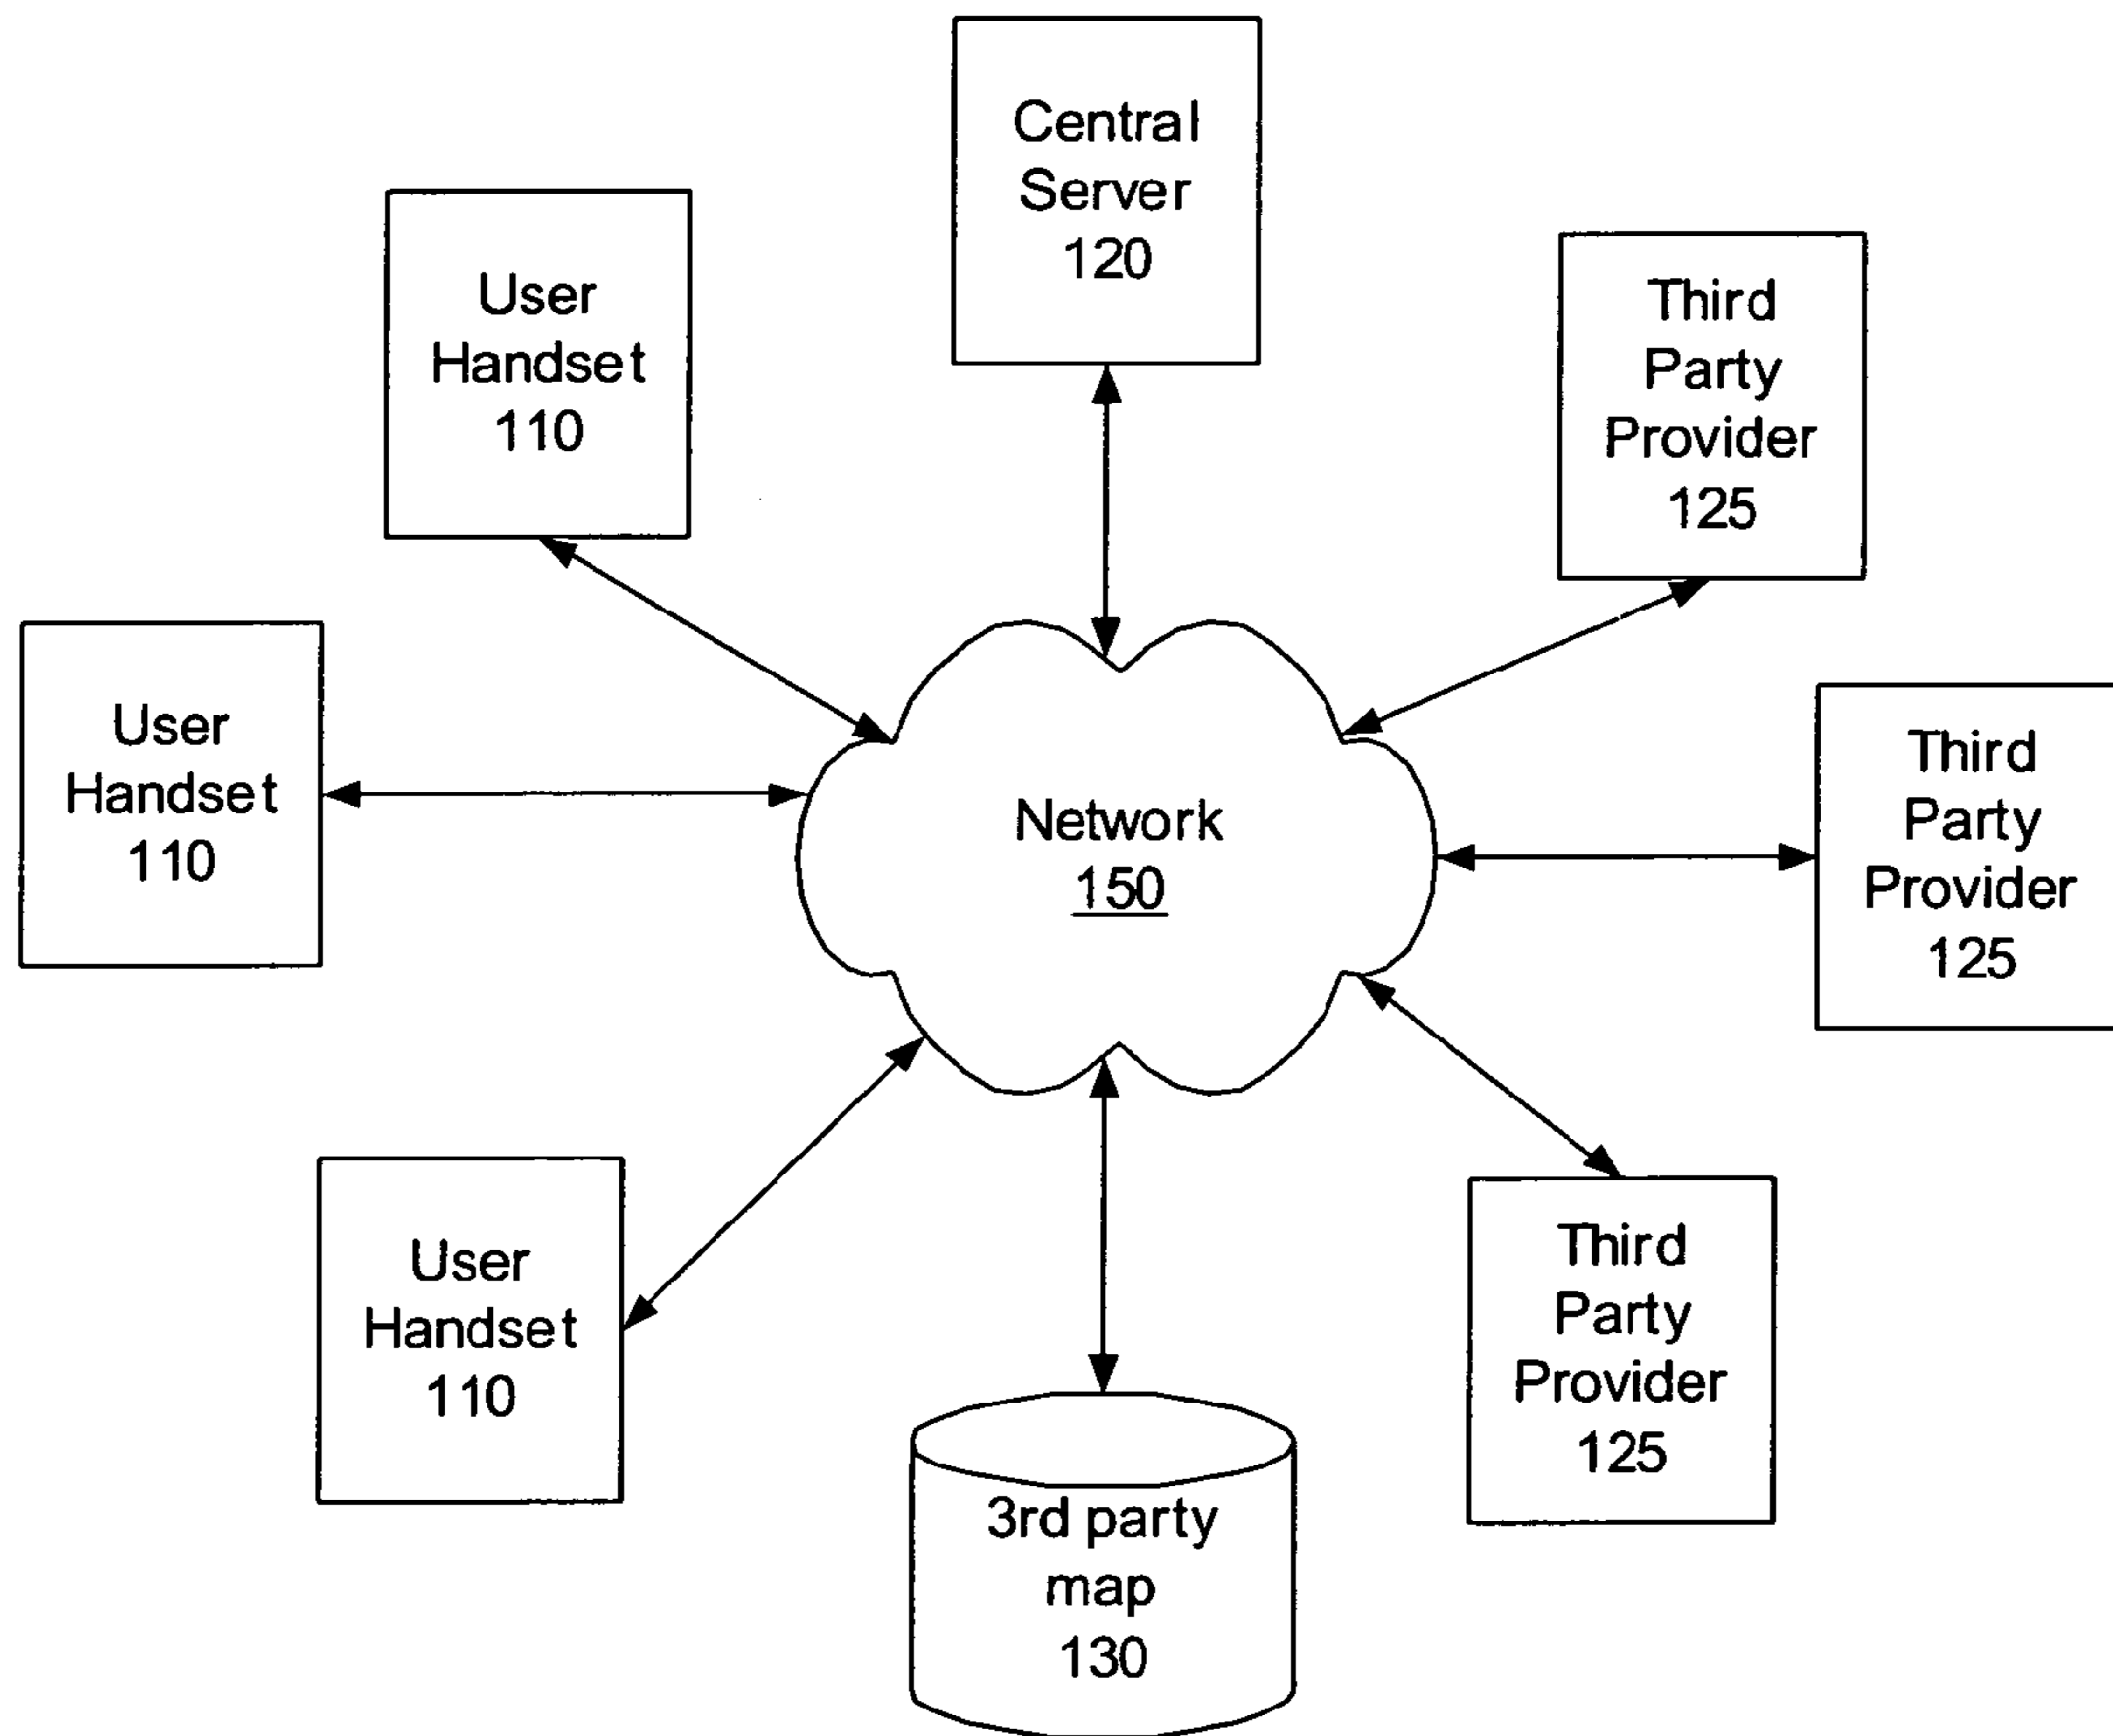 Central
Server
120
User
Handset
110
Third
Party
Provider
125
User
Handset
110
Third
Party
Provider
125
Network
150
User
Handset
110
Third
Party
Provider
125
3rd party
map
130